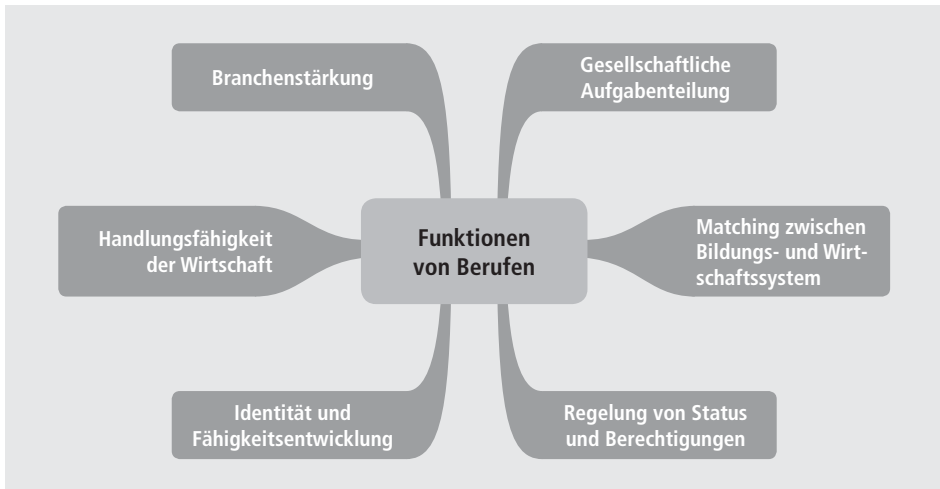 Branchenstärkung
Gesellschaftliche
Aufgabenteilung
Handlungsfähigkeit
der Wirtschaft
Funktionen
von Berufen
Matching zwischen
Bildungs- und Wirt-
schaftssystem
Identität und
Fähigkeitsentwicklung
Regelung von Status
und Berechtigungen